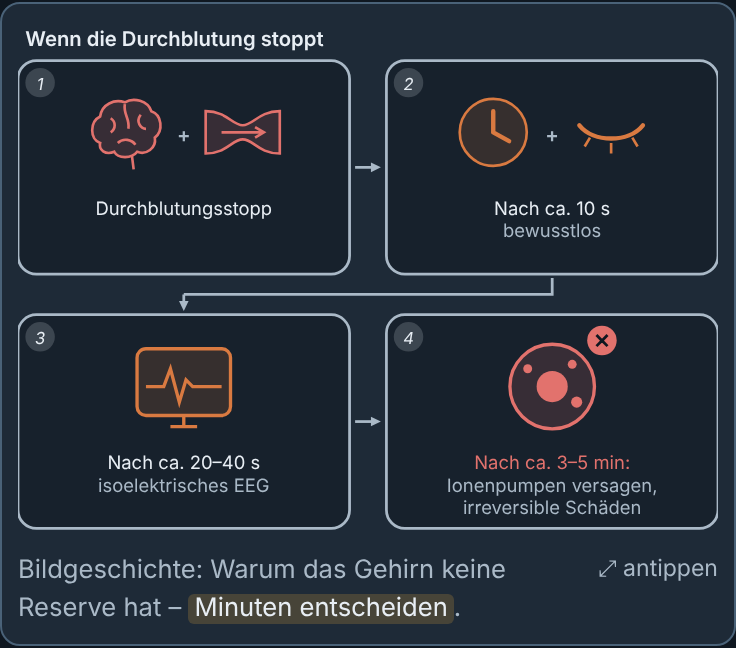 Wenn die Durchblutung stoppt
1
+
Durchblutungsstopp
2
+
Nach ca. 10 s
bewusstlos
3
Nach ca. 20–40 s
isoelektrisches EEG
4
Nach ca. 3–5 min:
Ionenpumpen versagen,
irreversible Schäden
Bildgeschichte: Warum das Gehirn keine
Reserve hat – Minuten entscheiden.
antippen